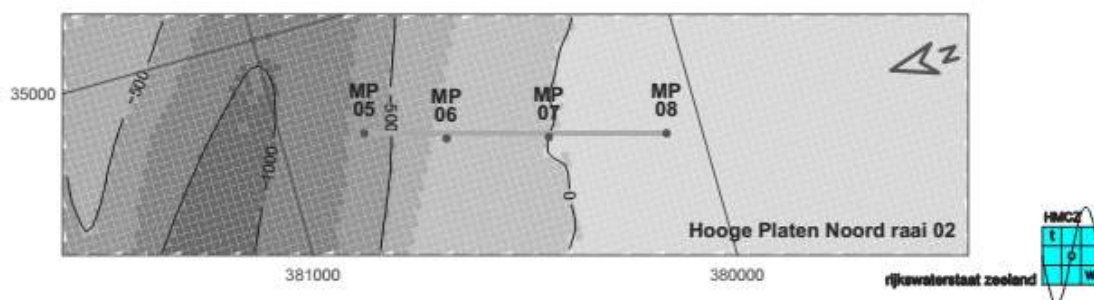 -500
35000
MP
05
-500
MP
06
MP
07
MP
08
-1000
0
N
Hooge Platen Noord raai 02
381000
380000
HMCZ
t
o
w
rijkswaterstaat zeeland